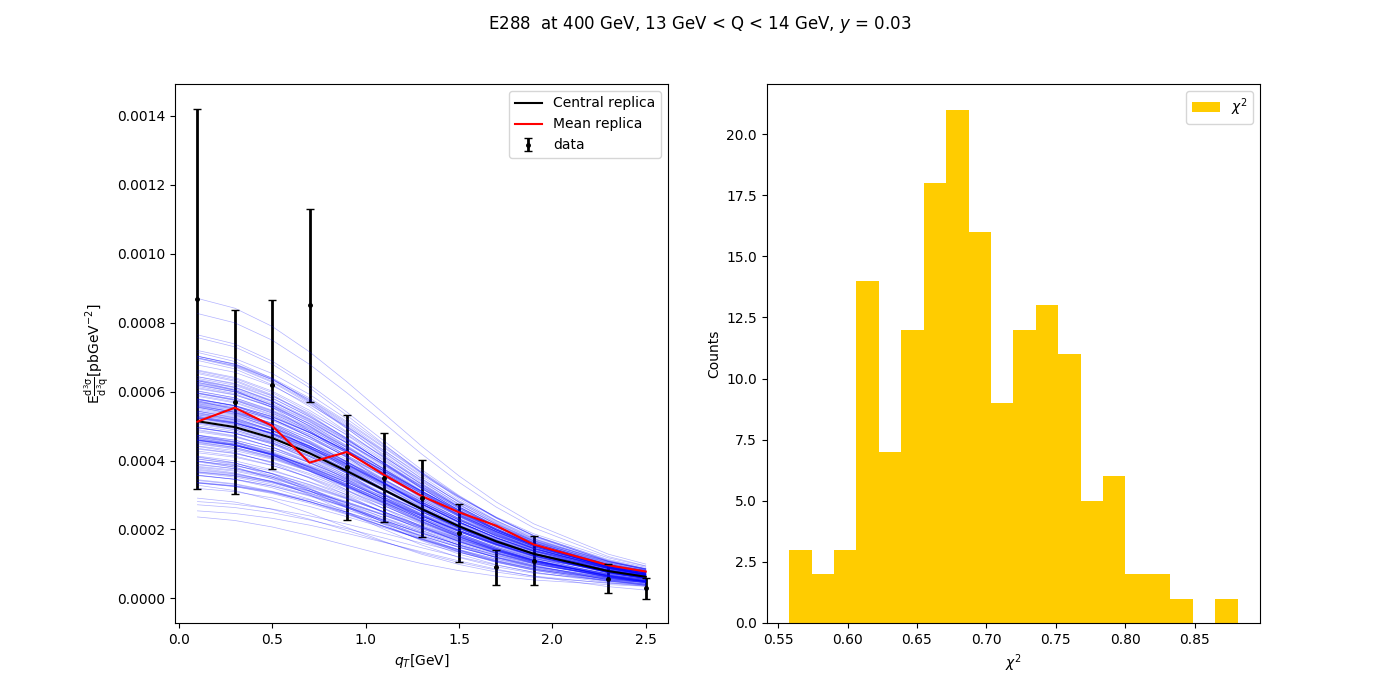 E288 at 400 GeV, 13 GeV < Q < 14 GeV, y = 0.03
Central replica
Mean replica
data
0.0014
0.0012
0.0010
0.0008
0.0006
0.0004
0.0002
0.0000
E d³σ/d³q [pbGeV⁻²]
0.0 0.5 1.0 1.5 2.0 2.5
q_T[GeV]
χ²
20.0
17.5
15.0
12.5
10.0
7.5
5.0
2.5
0.0
Counts
0.55 0.60 0.65 0.70 0.75 0.80 0.85
χ²